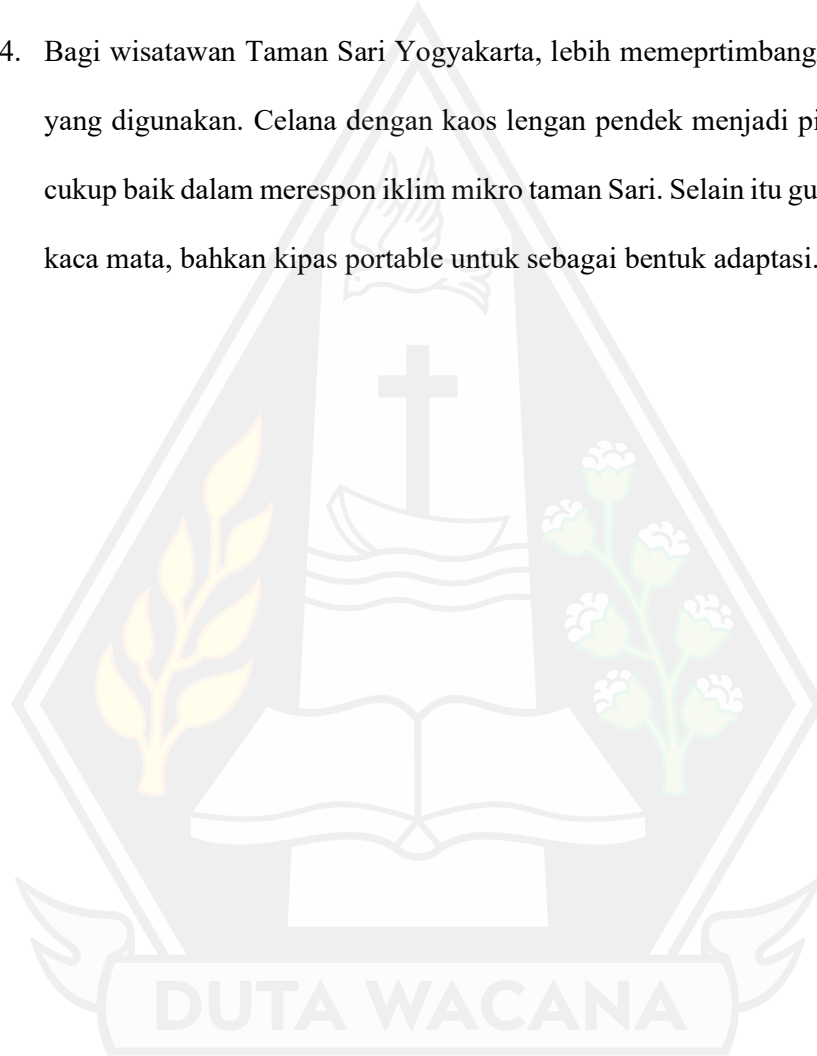 4. Bagi wisatawan Taman Sari Yogyakarta, lebih memeprtimbang
yang digunakan. Celana dengan kaos lengan pendek menjadi pi
cukup baik dalam merespon iklim mikro taman Sari. Selain itu gu
kaca mata, bahkan kipas portable untuk sebagai bentuk adaptasi.
DUTA WACANA